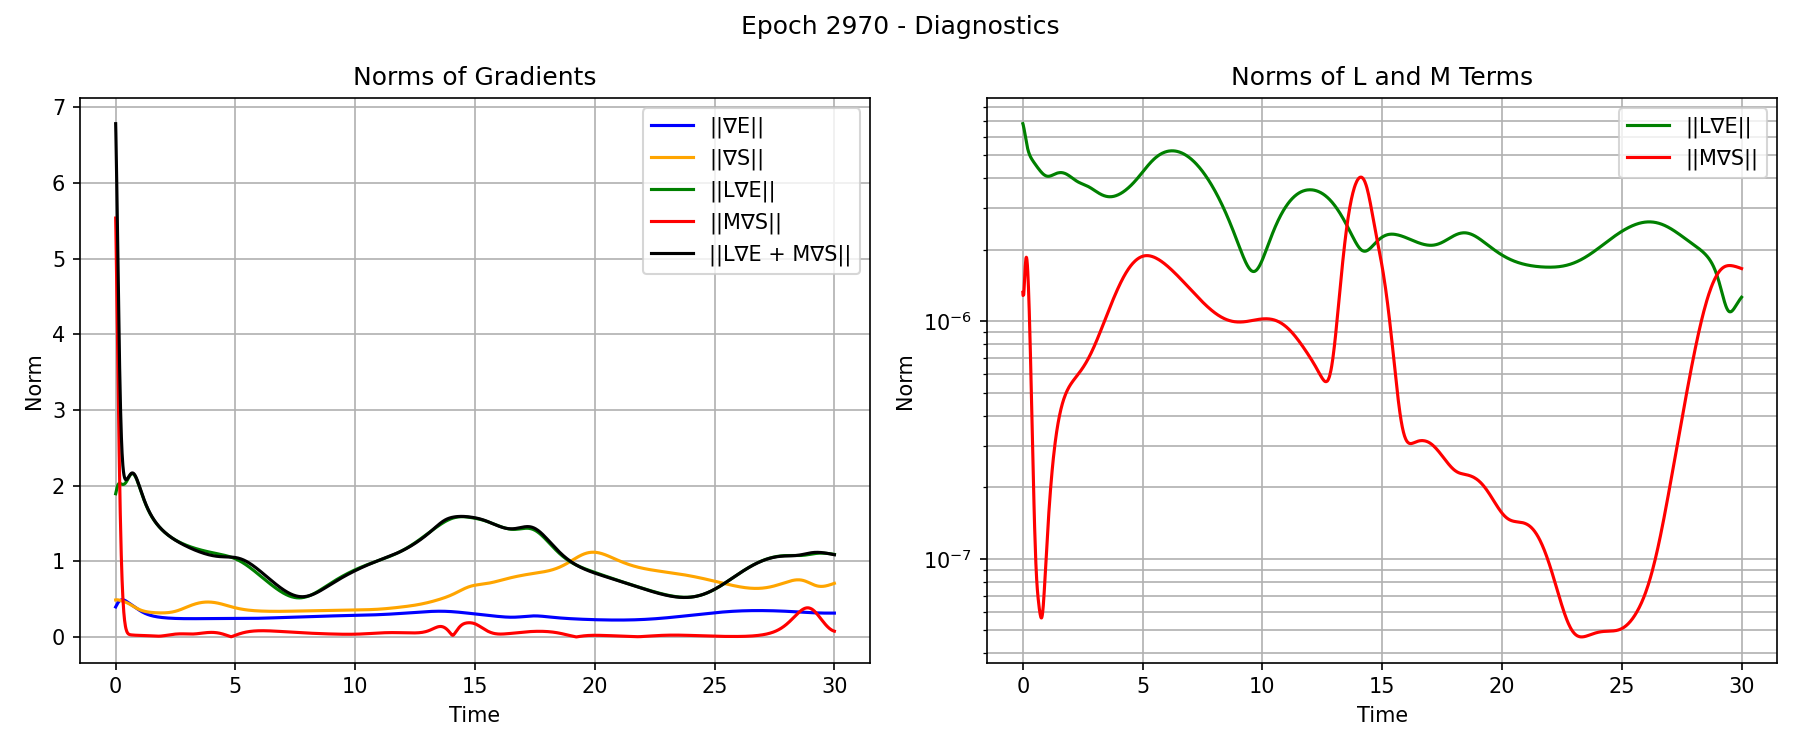 Epoch 2970 - Diagnostics
Norms of Gradients
Norm
7
6
5
4
3
2
1
0
||∇E||
||∇S||
||L∇E||
||M∇S||
||L∇E + M∇S||
0 5 10 15 20 25 30
Time
Norms of L and M Terms
Norm
10⁻⁶
10⁻⁷
||L∇E||
||M∇S||
0 5 10 15 20 25 30
Time